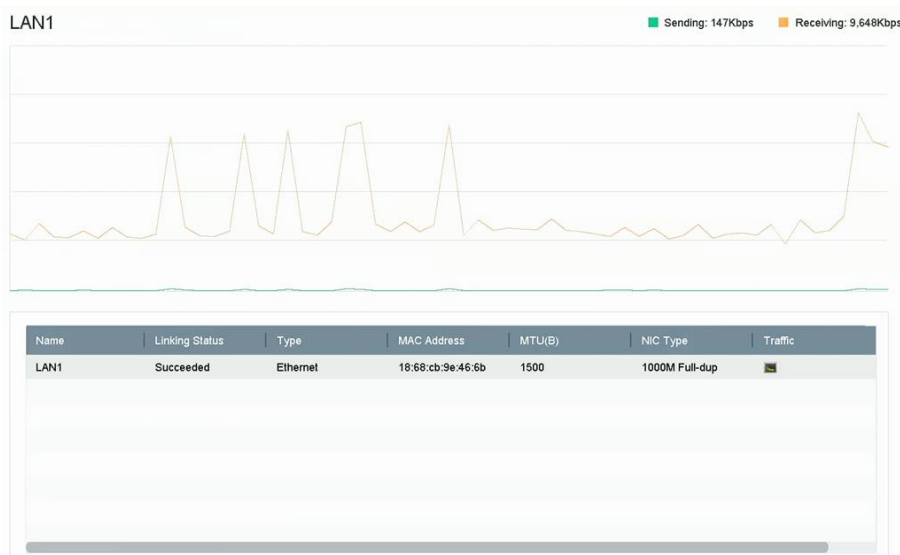 LAN1
Sending: 147Kbps Receiving: 9,648Kbps
Name Linking Status Type MAC Address MTU(B) NIC Type Traffic
LAN1 Succeeded Ethernet 18:68:cb:9e:46:6b 1500 1000M Full-dup